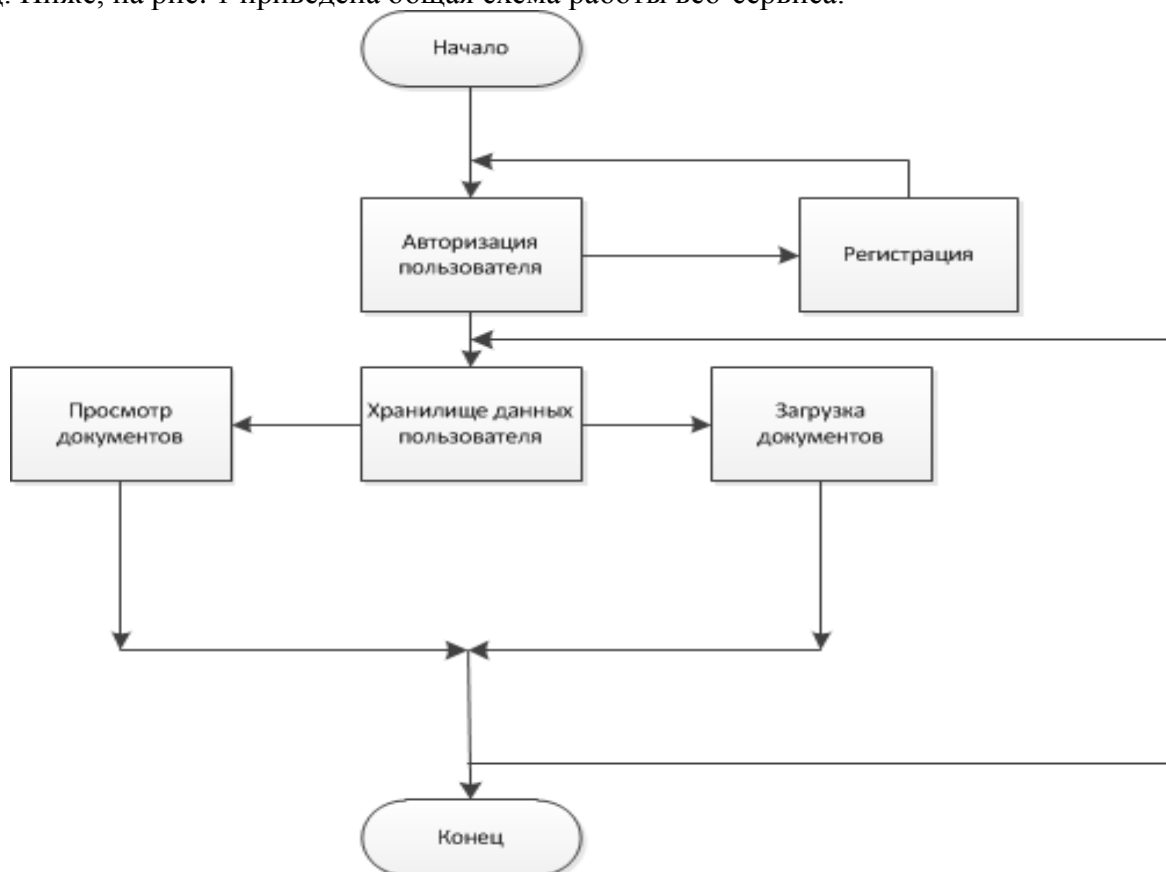 . Ниже, на рис. 1 приведена общая схема работы веб-сервиса.
Начало
Авторизация
пользователя
Регистрация
Просмотр
документов
Хранилище данных
пользователя
Загрузка
документов
Конец